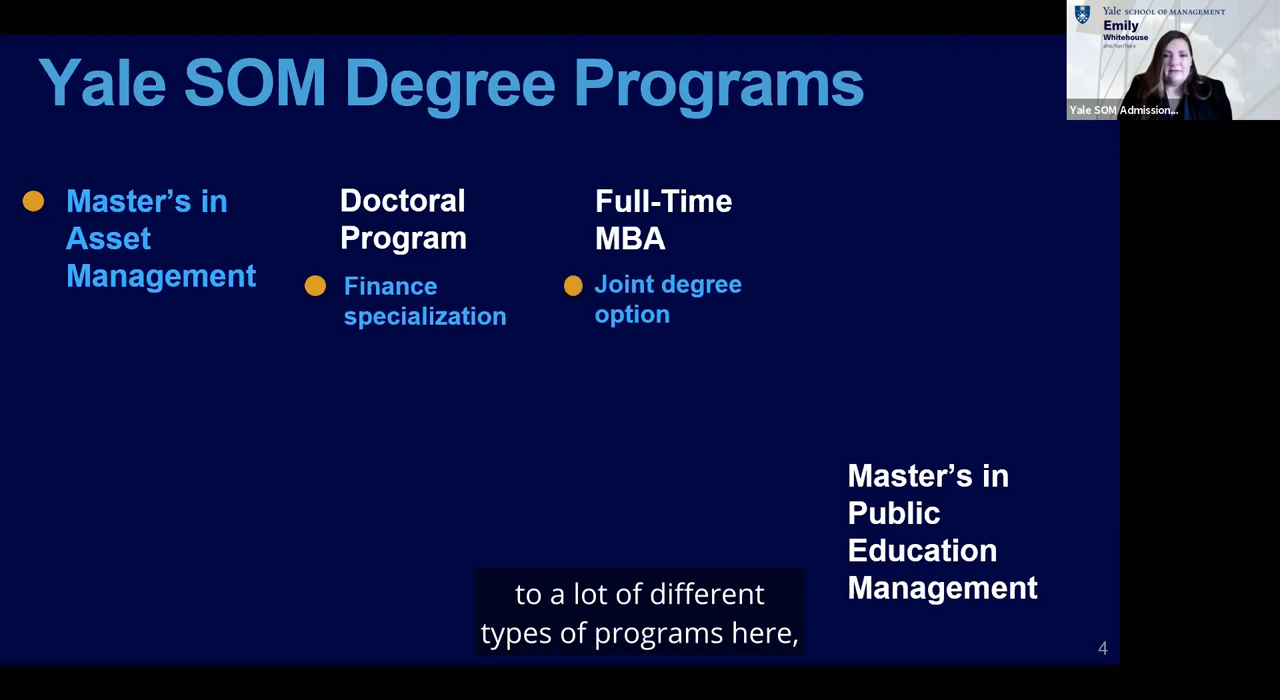 Yale SOM Degree Programs
Yale SCHOOL OF MANAGEMENT
Emily
Whitehouse
she/her/hers
Yale SOM Admission...
Master’s in
Asset
Management
Doctoral
Program
Finance
specialization
Full-Time
MBA
Joint degree
option
Master’s in
Public
Education
Management
to a lot of different
types of programs here,
4